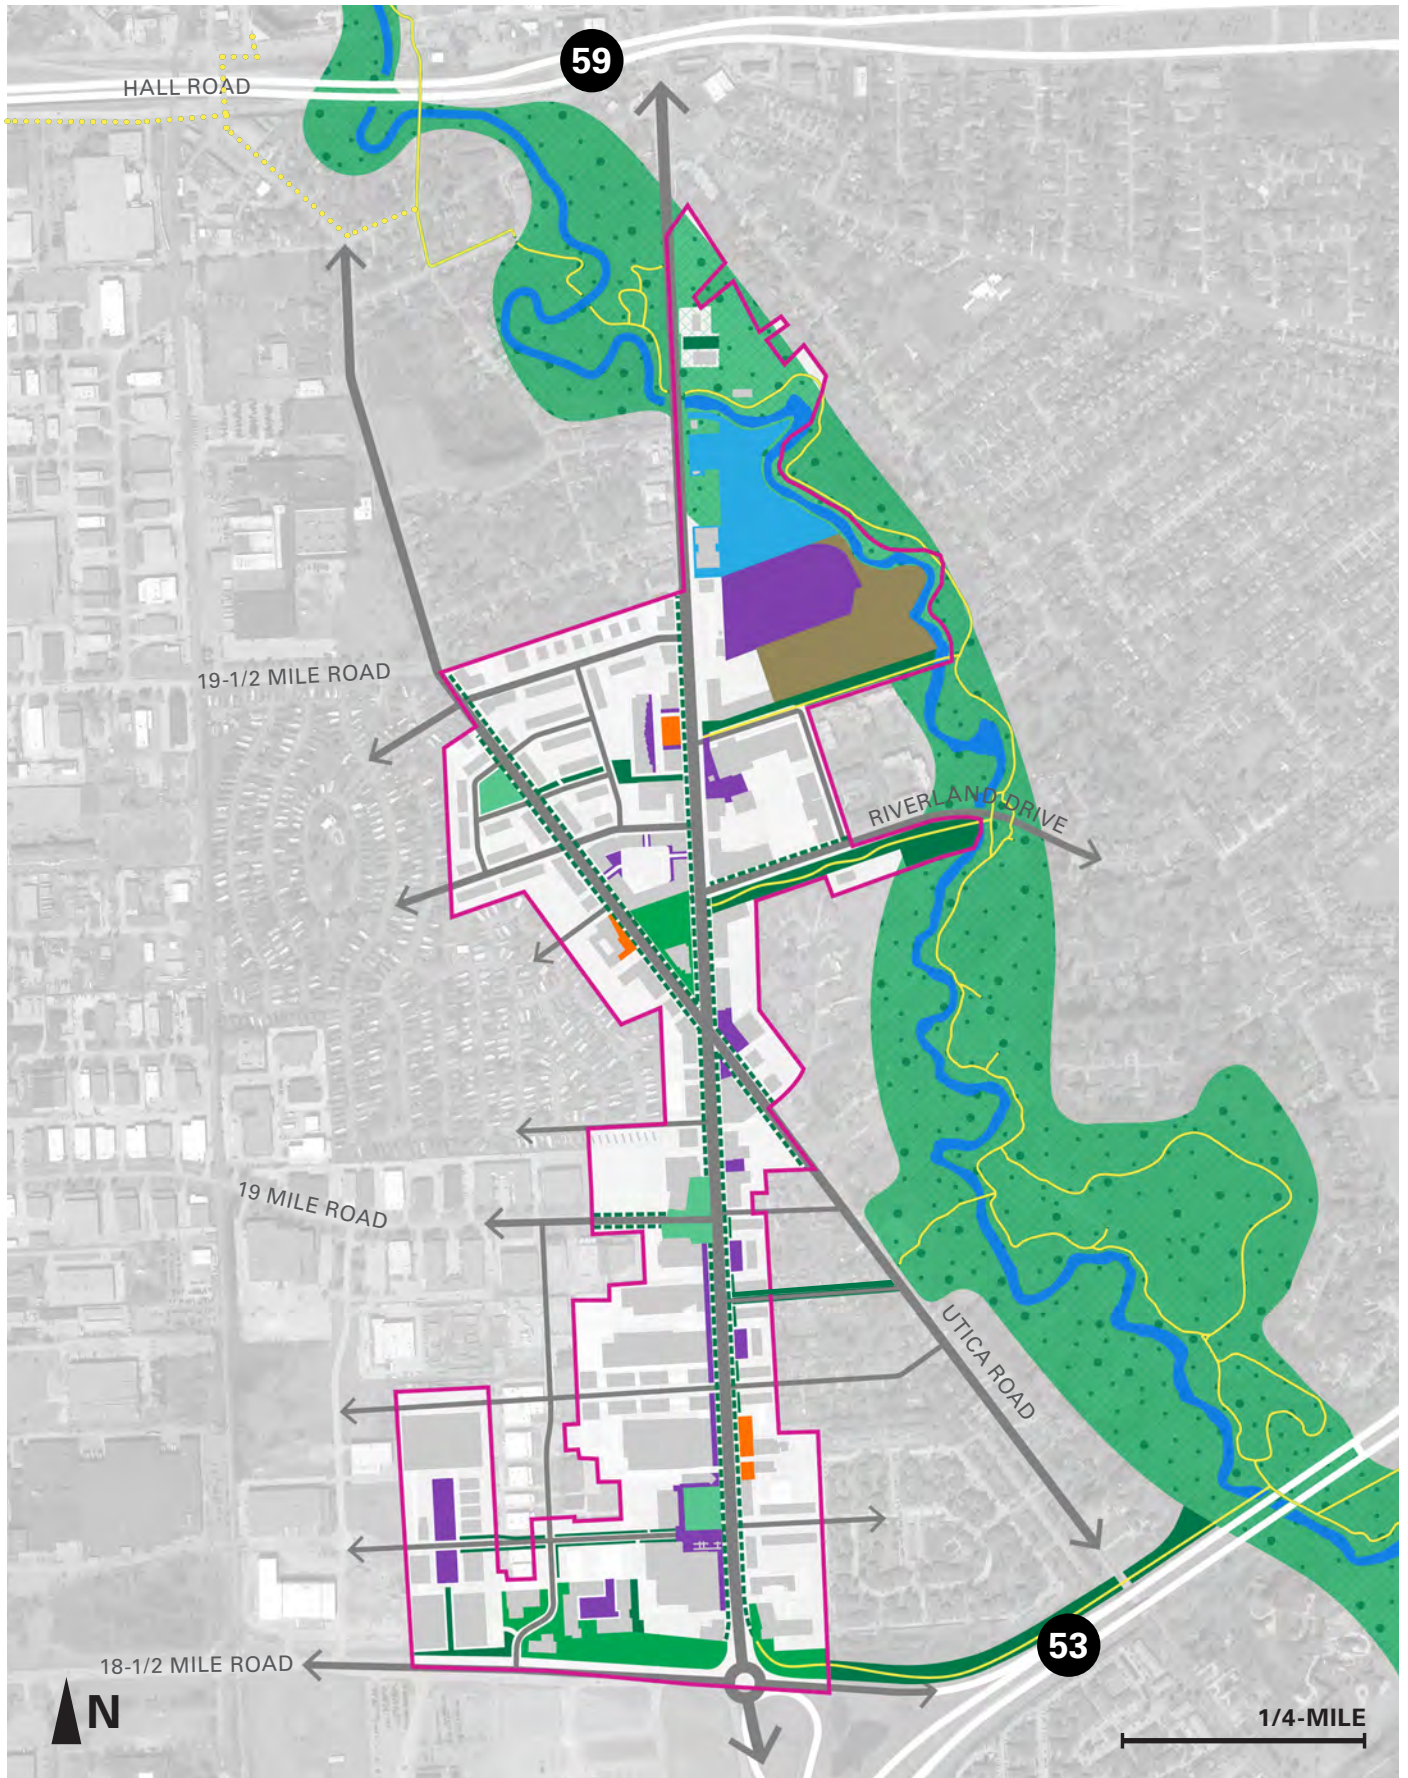 59
HALL ROAD
19-1/2 MILE ROAD
RIVERLAND DRIVE
19 MILE ROAD
UTICA ROAD
53
18-1/2 MILE ROAD
N
1/4-MILE